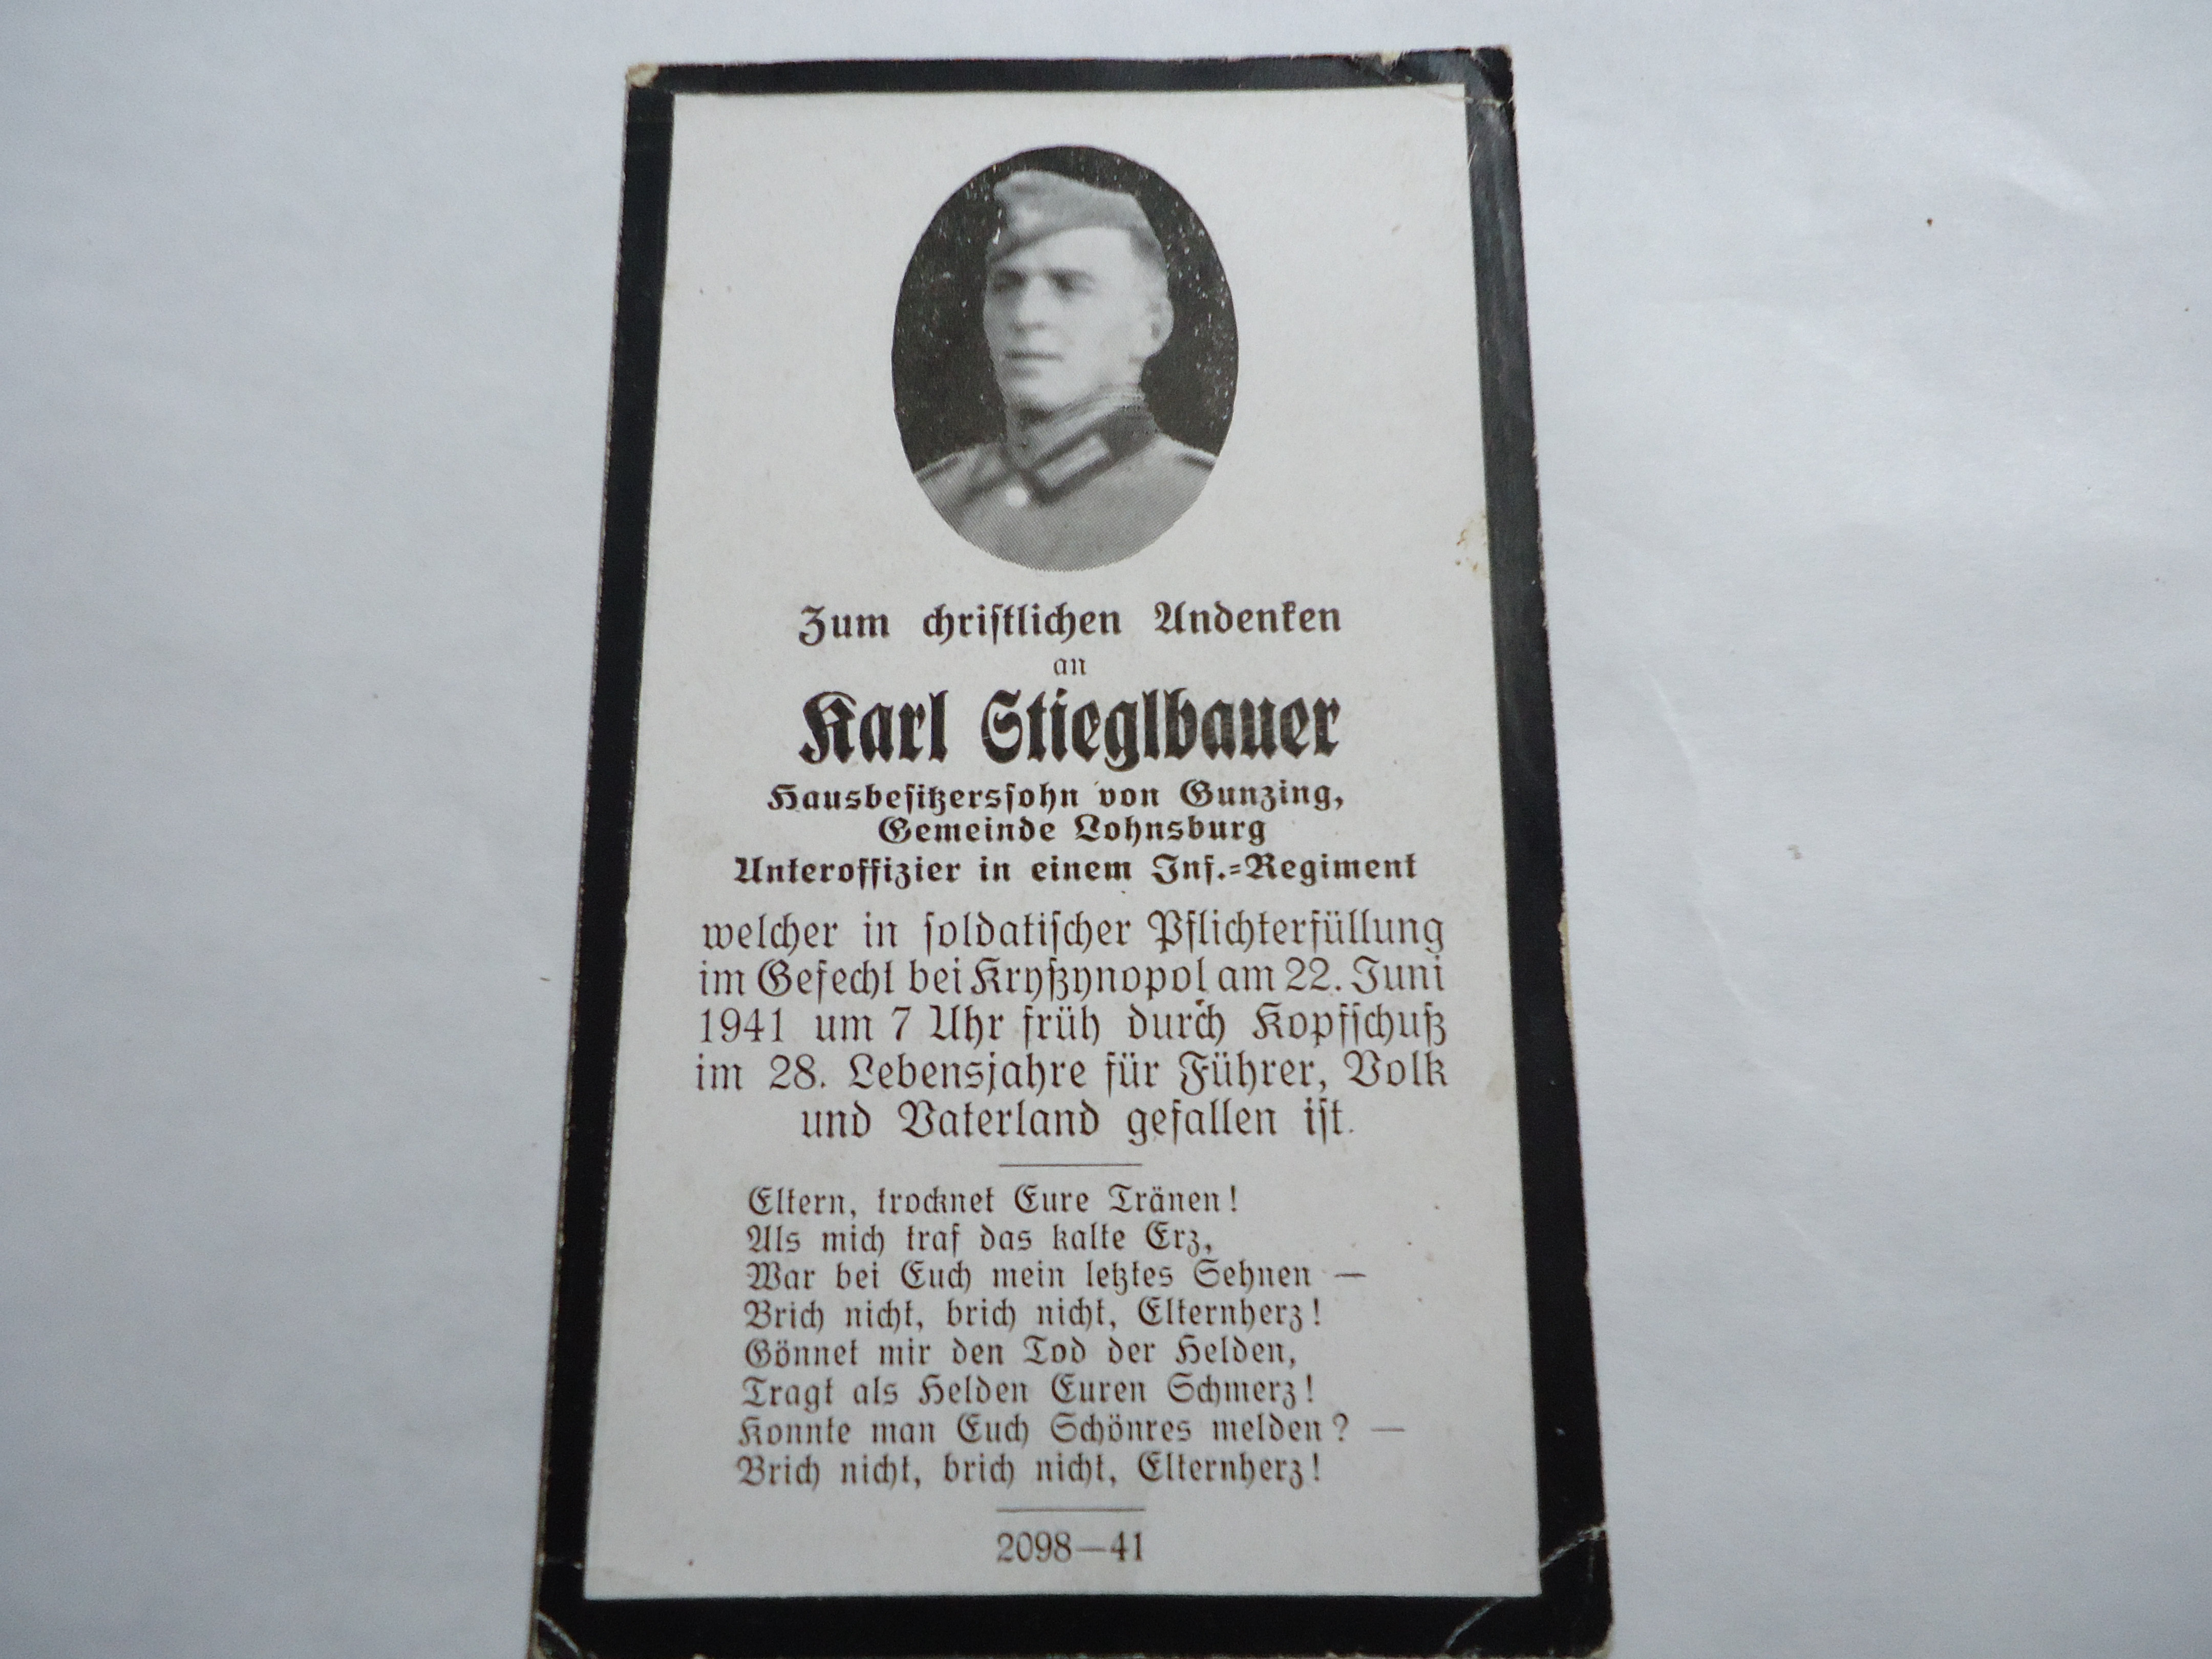 Zum christlichen Andenken
an
Karl Stieglbauer
Hausbesitzerssohn von Gunzing,
Gemeinde Lohnsburg
Unteroffizier in einem Inf.-Regiment
welcher in soldatischer Pflichterfüllung
im Gefecht bei Kryßynopol am 22. Juni
1941 um 7 Uhr früh durch Kopfschuß
im 28. Lebensjahre für Führer, Volk
und Vaterland gefallen ist.
Eltern, trocknet Eure Tränen!
Als mich traf das kalte Erz,
War bei Euch mein letztes Sehnen —
Brich nicht, brich nicht, Elternherz!
Gönnet mir den Tod der Helden,
Tragt als Helden Euren Schmerz!
Konnte man Euch Schönres melden? —
Brich nicht, brich nicht, Elternherz!
2098—41